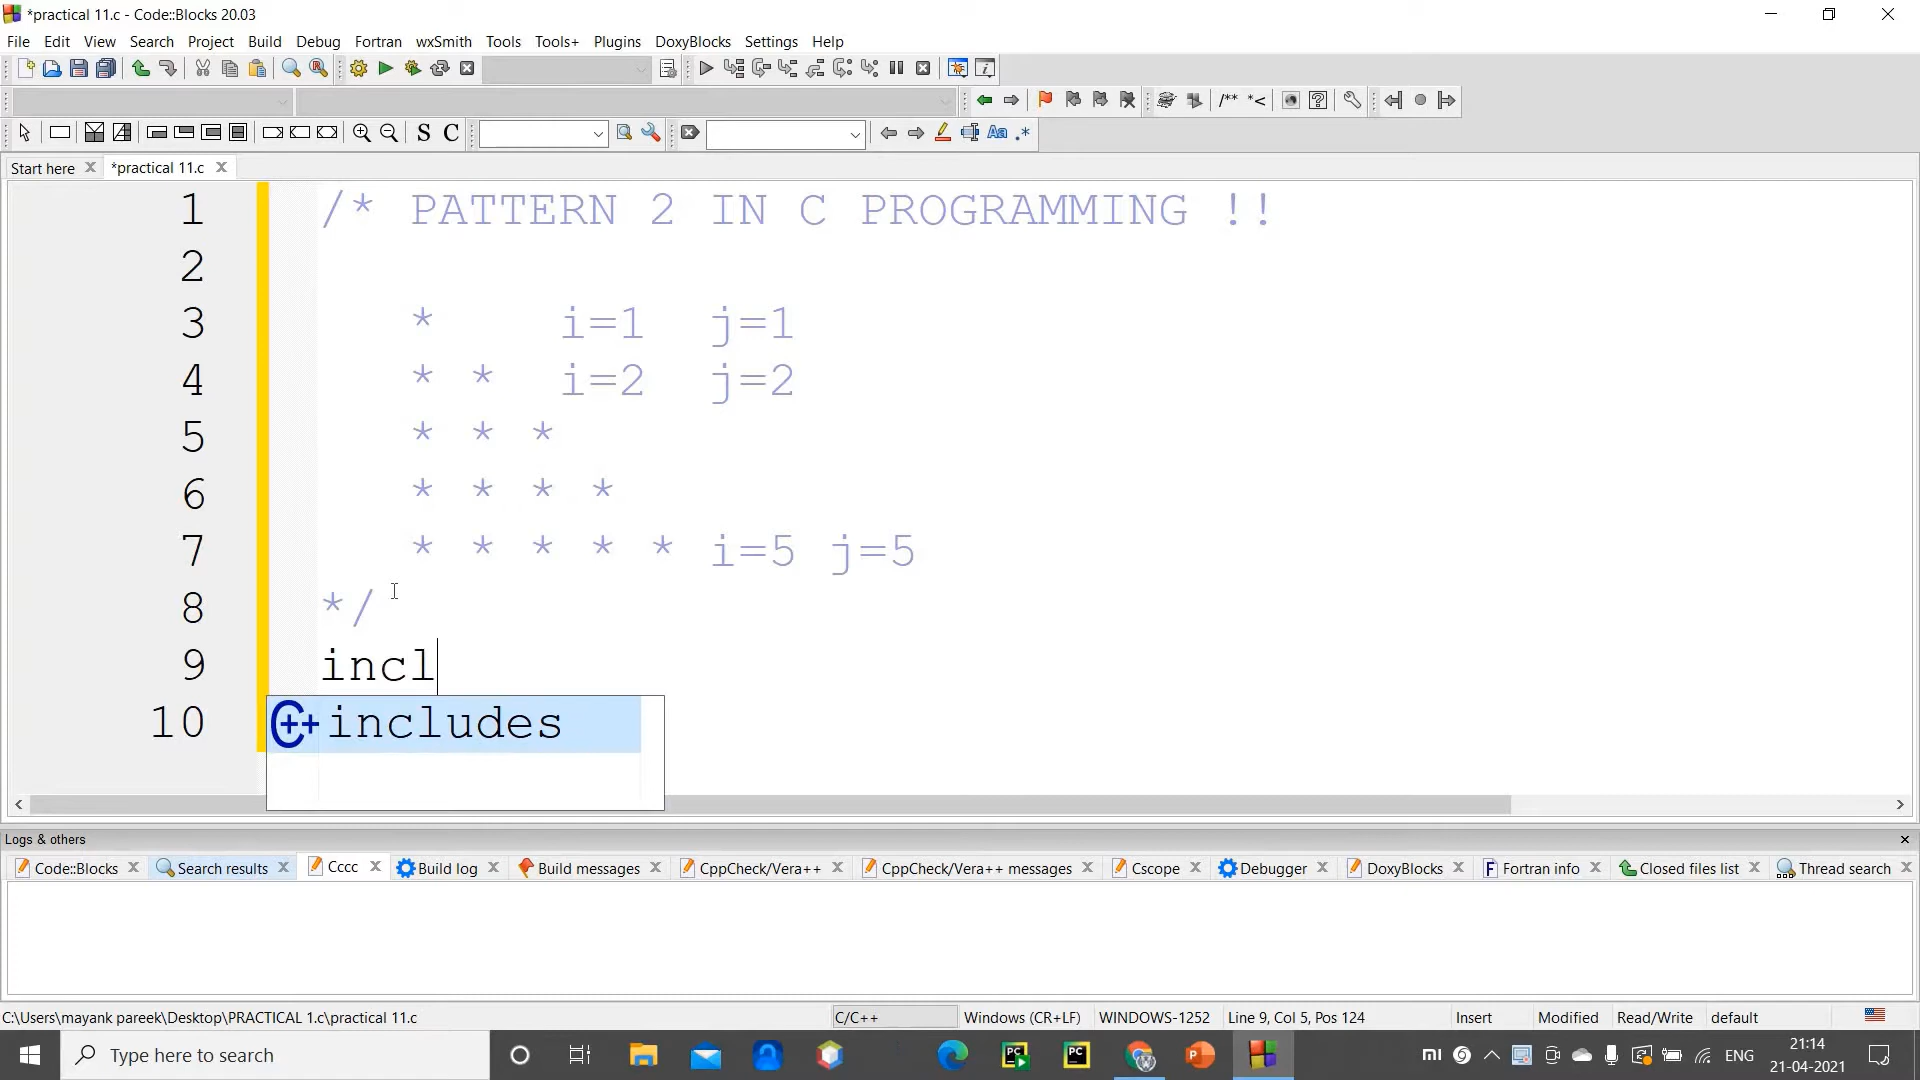 *practical 11.c - Code::Blocks 20.03
File Edit View Search Project Build Debug Fortran wxSmith Tools Tools+ Plugins DoxyBlocks Settings Help
/** *<
S C Aa .*
Start here *practical 11.c
1 /* PATTERN 2 IN C PROGRAMMING !!
2
3 * i=1 j=1
4 * * i=2 j=2
5 * * *
6 * * * *
7 * * * * * i=5 j=5
8 */
9 incl
10 C++ includes
Logs & others
Code::Blocks Search results Cccc Build log Build messages CppCheck/Vera++ CppCheck/Vera++ messages Cscope Debugger DoxyBlocks Fortran info Closed files list Thread search
C:\Users\mayank pareek\Desktop\PRACTICAL 1.c\practical 11.c C/C++ Windows (CR+LF) WINDOWS-1252 Line 9, Col 5, Pos 124 Insert Modified Read/Write default
Type here to search ENG 21:14
21-04-2021